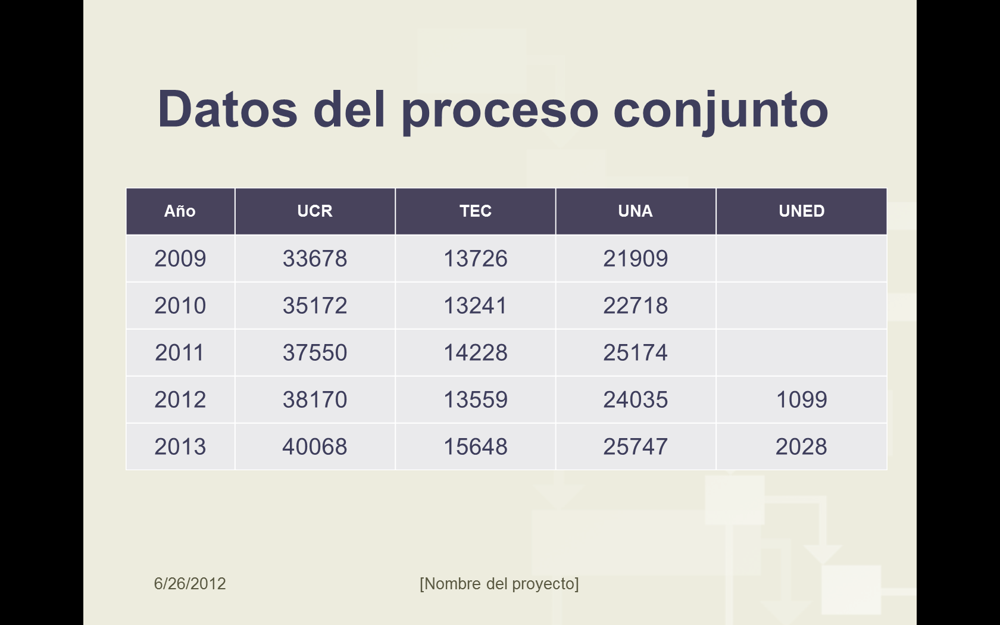 Datos del proceso conjunto
Año UCR TEC UNA UNED
2009 33678 13726 21909
2010 35172 13241 22718
2011 37550 14228 25174
2012 38170 13559 24035 1099
2013 40068 15648 25747 2028
6/26/2012 [Nombre del proyecto]